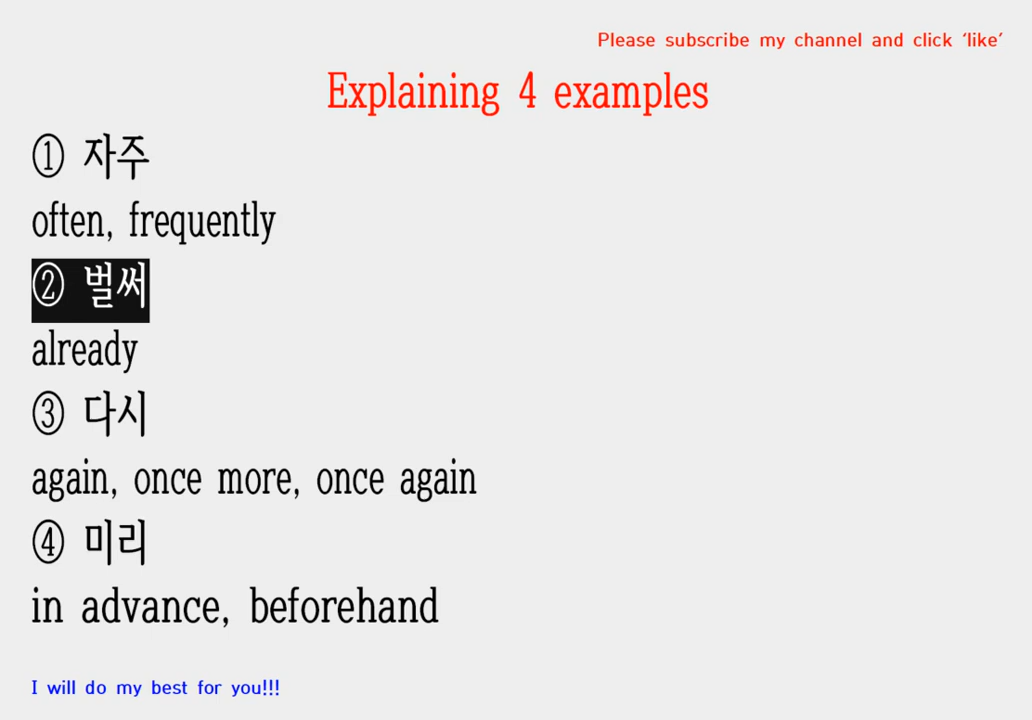 Please subscribe my channel and click ‘like’
Explaining 4 examples
① 자주
often, frequently
② 벌써
already
③ 다시
again, once more, once again
④ 미리
in advance, beforehand
I will do my best for you!!!